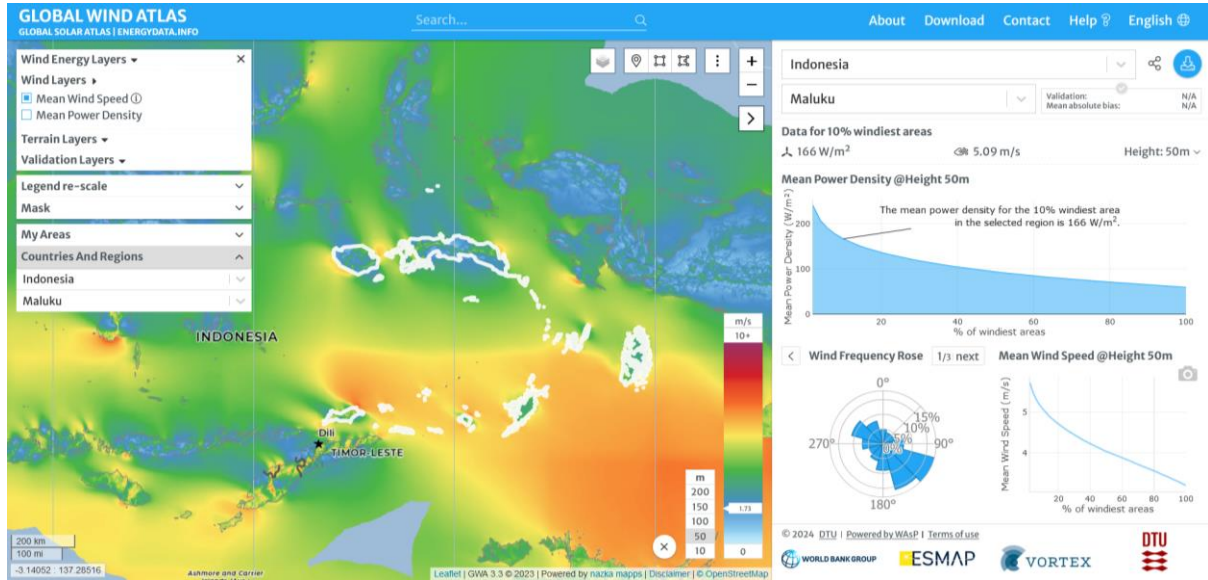 GLOBAL WIND ATLAS
GLOBAL SOLAR ATLAS | ENERGYDATA.INFO
Search...
About Download Contact Help English
Wind Energy Layers
Wind Layers
Mean Wind Speed
Mean Power Density
Terrain Layers
Validation Layers
Legend re-scale
Mask
My Areas
Countries And Regions
Indonesia
Maluku
INDONESIA
Dili
TIMOR-LESTE
Ashmore and Cartier
200 km
100 mi
-3.14052 : 137.28516
m/s
10+
1.73
0
m
200
150
100
50
10
Leaflet | GWA 3.3 © 2023 | Powered by nazka mapps | Disclaimer | © OpenStreetMap
Indonesia
Maluku
Validation: N/A
Mean absolute bias: N/A
Data for 10% windiest areas
166 W/m²
5.09 m/s
Height: 50m
Mean Power Density @Height 50m
The mean power density for the 10% windiest area
in the selected region is 166 W/m².
Mean Power Density (W/m²)
200
100
0
20 40 60 80 100
% of windiest areas
Wind Frequency Rose
1/3 next
0°
15%
10%
5%
0%
270°
90°
180°
Mean Wind Speed @Height 50m
Mean Wind Speed (m/s)
5
4
20 40 60 80 100
% of windiest areas
© 2024 DTU | Powered by WAsP | Terms of use
WORLD BANK GROUP
ESMAP
VORTEX
DTU